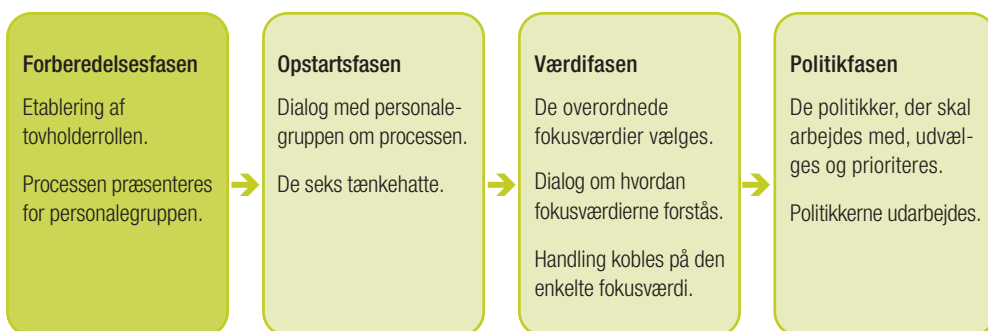 Forberedelsesfasen
Etablering af
tovholderrollen.
Processen præsenteres
for personalegruppen.
Opstartsfasen
Dialog med personale-
gruppen om processen.
De seks tænkehatte.
Værdifasen
De overordnede
fokusværdier vælges.
Dialog om hvordan
fokusværdierne forstås.
Handling kobles på den
enkelte fokusværdi.
Politikfasen
De politikker, der skal
arbejdes med, udvæl-
ges og prioriteres.
Politikkerne udarbejdes.